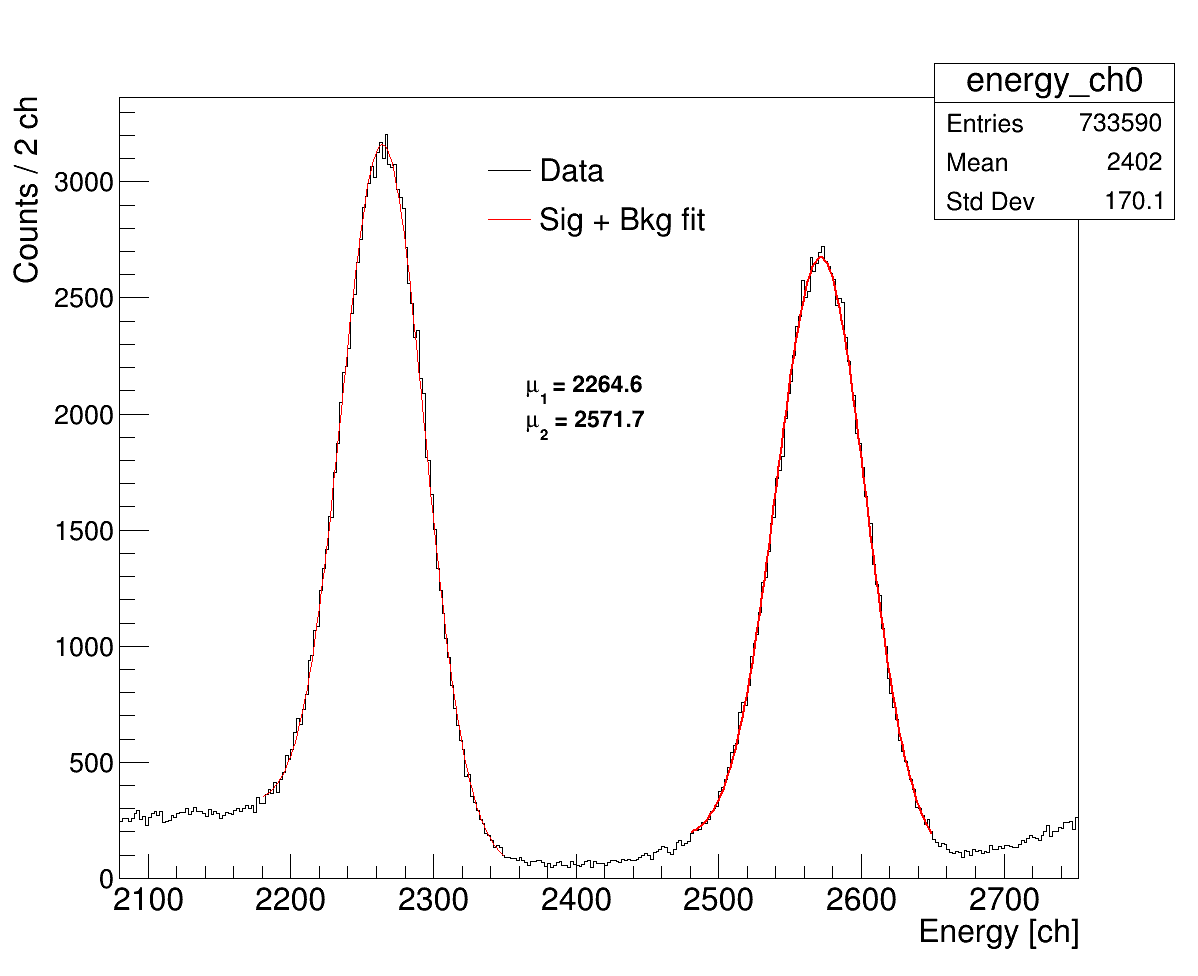 energy_ch0
Entries 733590
Mean 2402
Std Dev 170.1
Counts / 2 ch
Data
Sig + Bkg fit
μ1 = 2264.6
μ2 = 2571.7
3000
2500
2000
1500
1000
500
0
2100 2200 2300 2400 2500 2600 2700
Energy [ch]